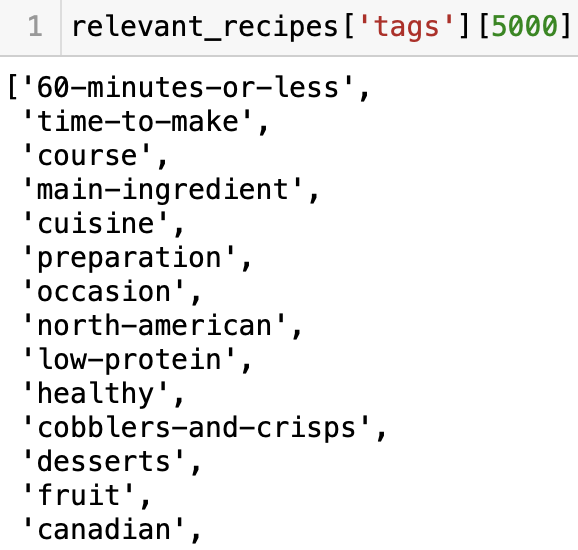 1 relevant_recipes['tags'][5000]
['60-minutes-or-less',
'time-to-make',
'course',
'main-ingredient',
'cuisine',
'preparation',
'occasion',
'north-american',
'low-protein',
'healthy',
'cobblers-and-crisps',
'desserts',
'fruit',
'canadian',